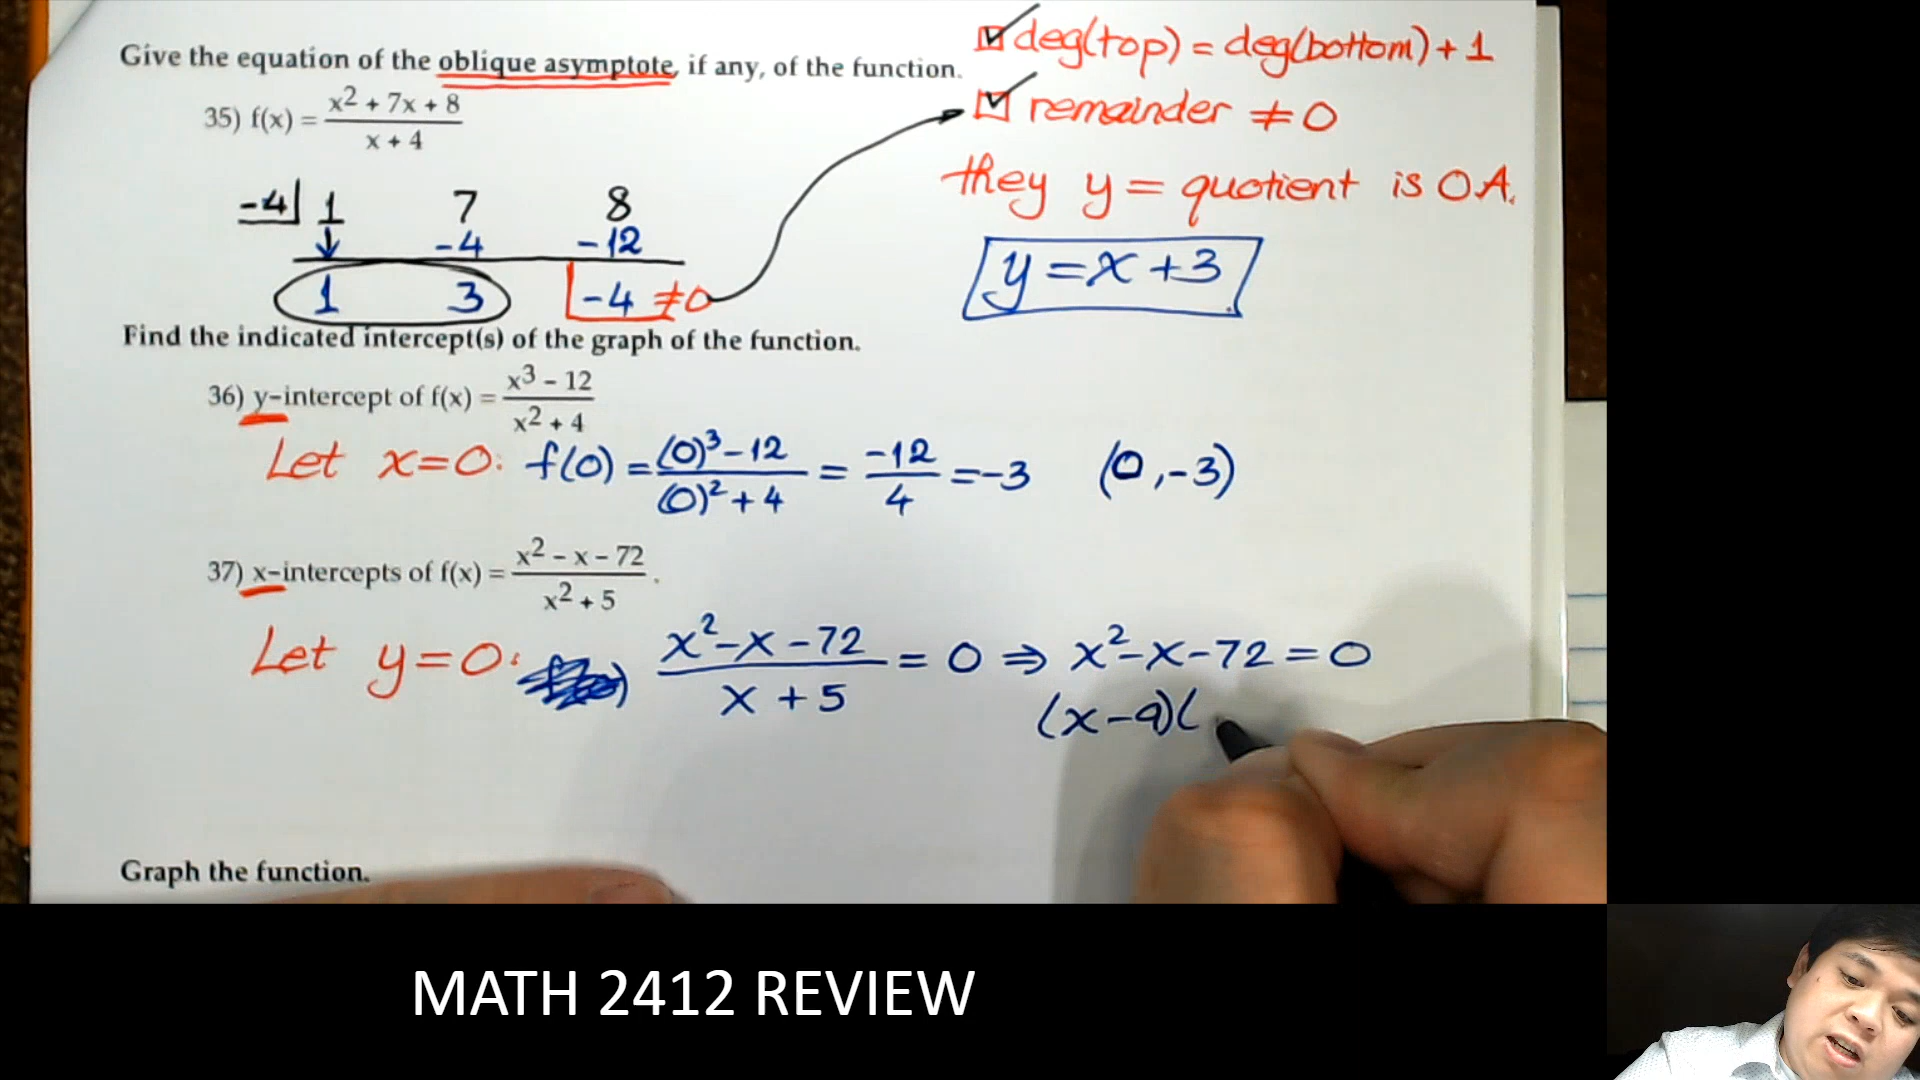 Give the equation of the oblique asymptote, if any, of the function.
☑ deg(top) = deg(bottom) + 1
35) f(x) = (x² + 7x + 8)/(x + 4)
☑ remainder ≠ 0
they y = quotient is OA.
-4| 1 7 8
↓ -4 -12
1 3 |-4 ≠0
y = x + 3
Find the indicated intercept(s) of the graph of the function.
36) y-intercept of f(x) = (x³ - 12)/(x² + 4)
Let x=0: f(0) = ((0)³ - 12)/((0)² + 4) = -12/4 = -3 (0, -3)
37) x-intercepts of f(x) = (x² - x - 72)/(x² + 5) .
Let y=0: (x² - x - 72)/(x + 5) = 0 ⇒ x² - x - 72 = 0
(x - 9)(
Graph the function.
MATH 2412 REVIEW